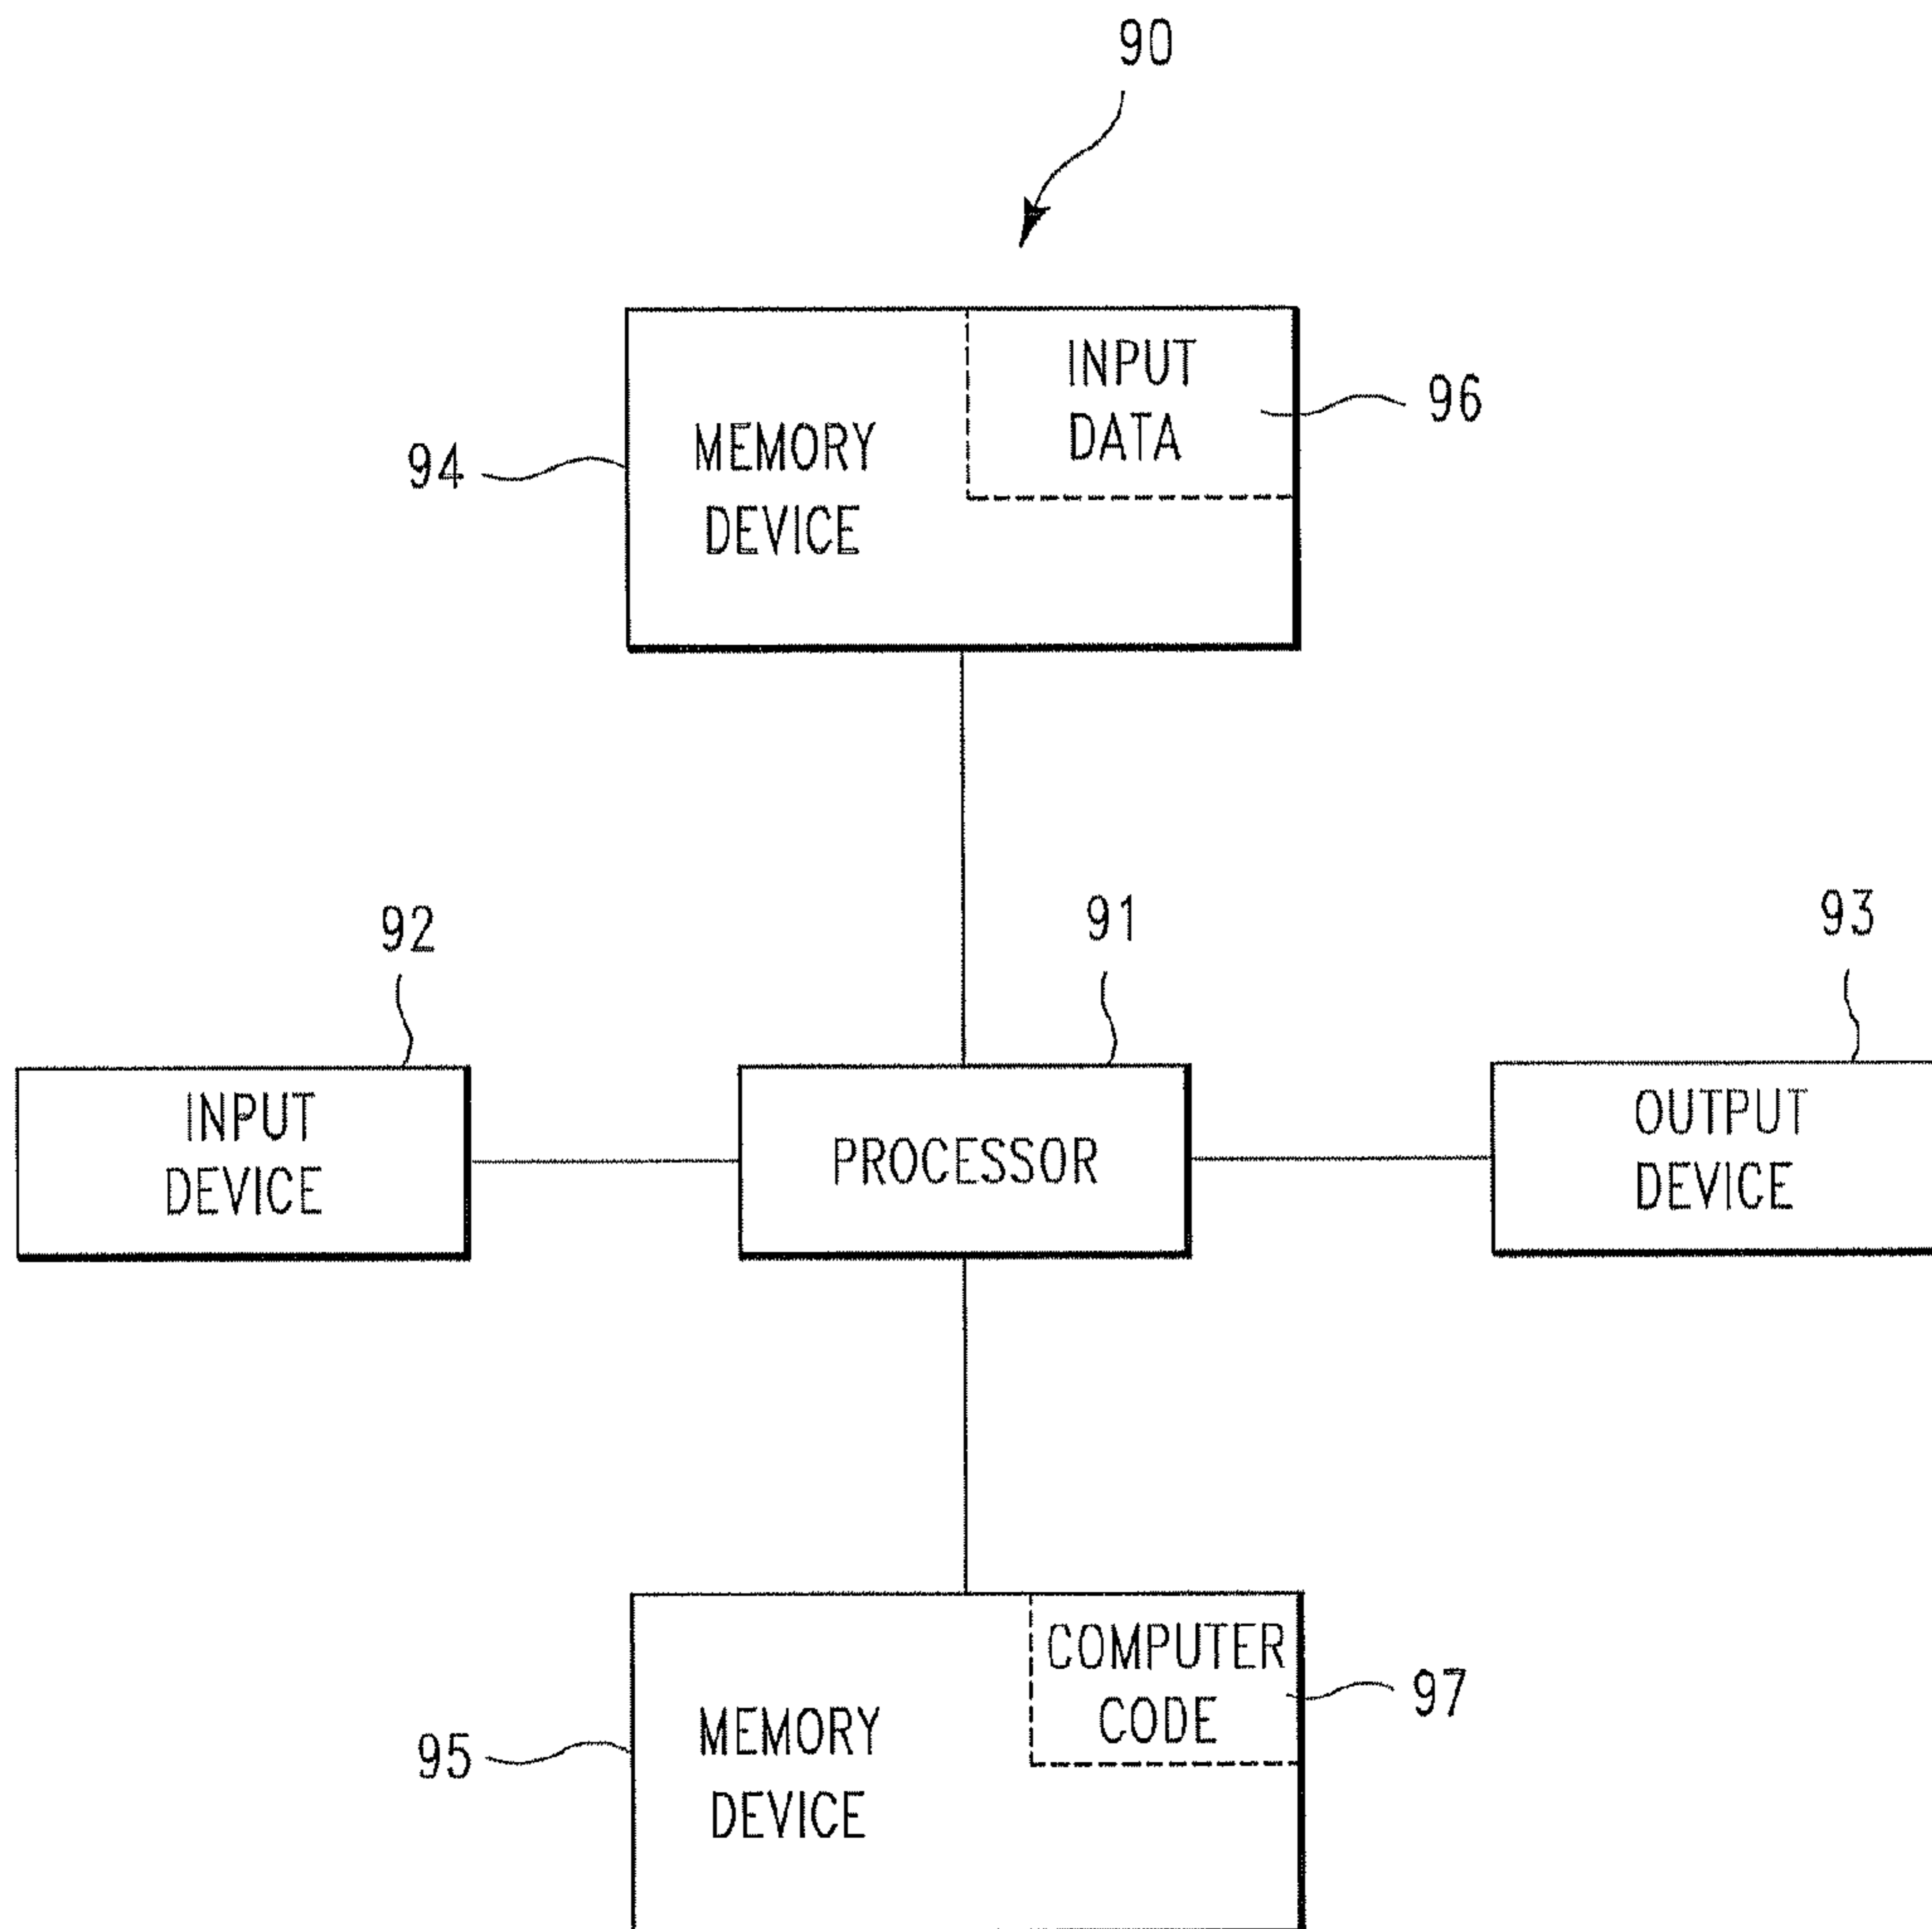 90
INPUT
DATA
96
94
MEMORY
DEVICE
92
91
93
INPUT
DEVICE
PROCESSOR
OUTPUT
DEVICE
COMPUTER
CODE
97
95
MEMORY
DEVICE